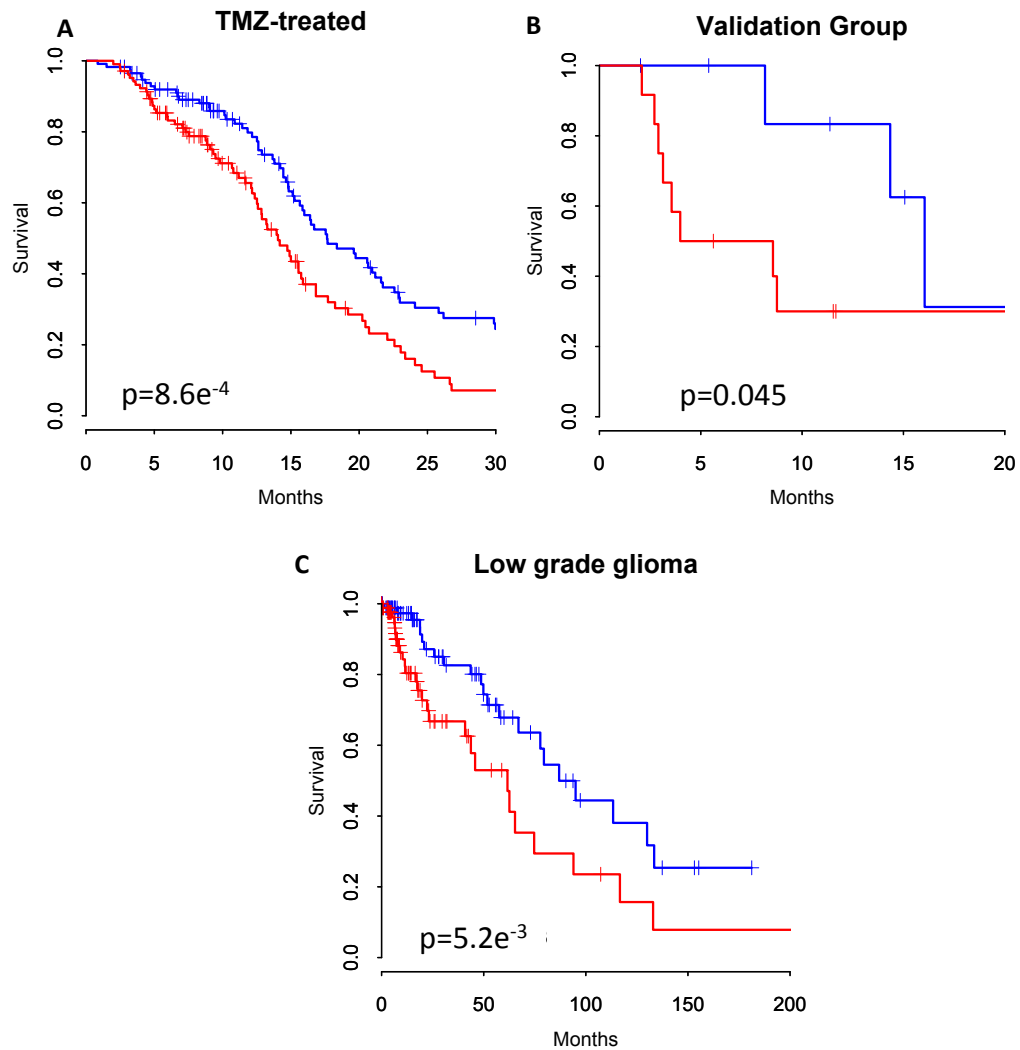 A
TMZ-treated
Survival
1.0
0.8
0.6
0.4
0.2
0.0
p=8.6e-4
0 5 10 15 20 25 30
Months
B
Validation Group
Survival
1.0
0.8
0.6
0.4
0.2
0.0
p=0.045
0 5 10 15 20
Months
C
Low grade glioma
Survival
1.0
0.8
0.6
0.4
0.2
0.0
p=5.2e-3
0 50 100 150 200
Months